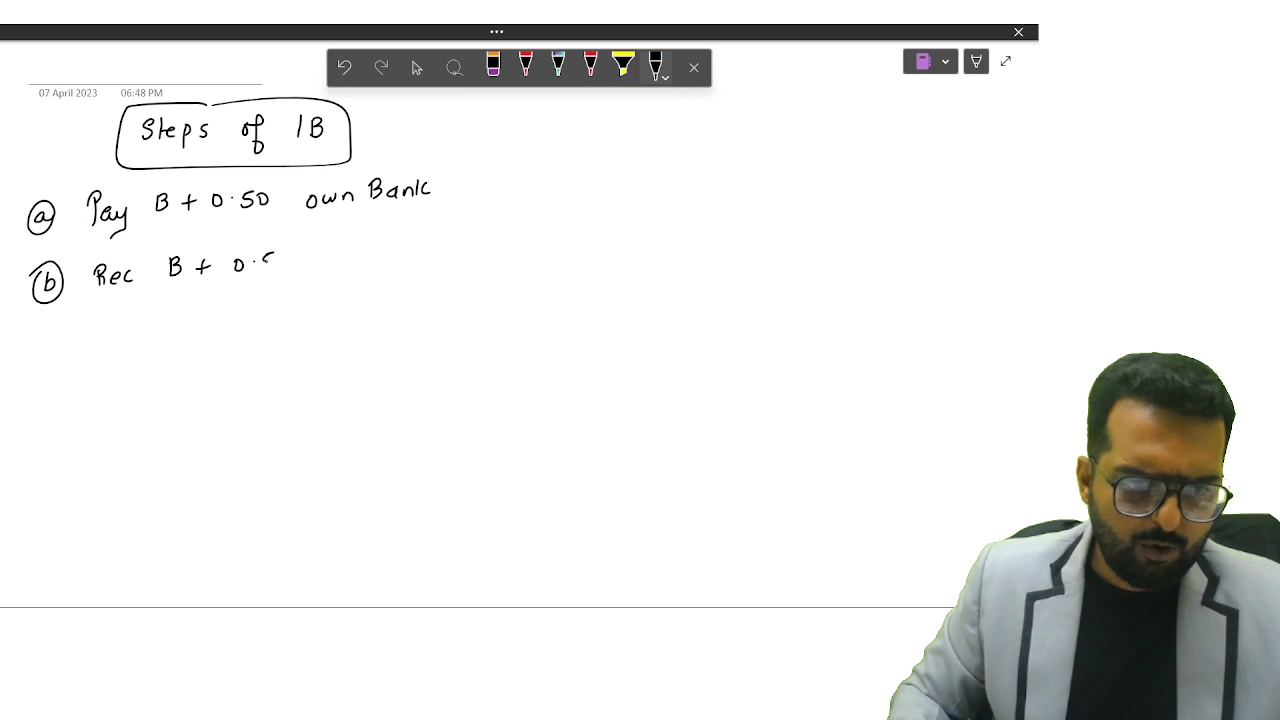 07 April 2023 06:48 PM
Steps of IB
(a) Pay B + 0.50 own Bank
(b) Rec B + 0.